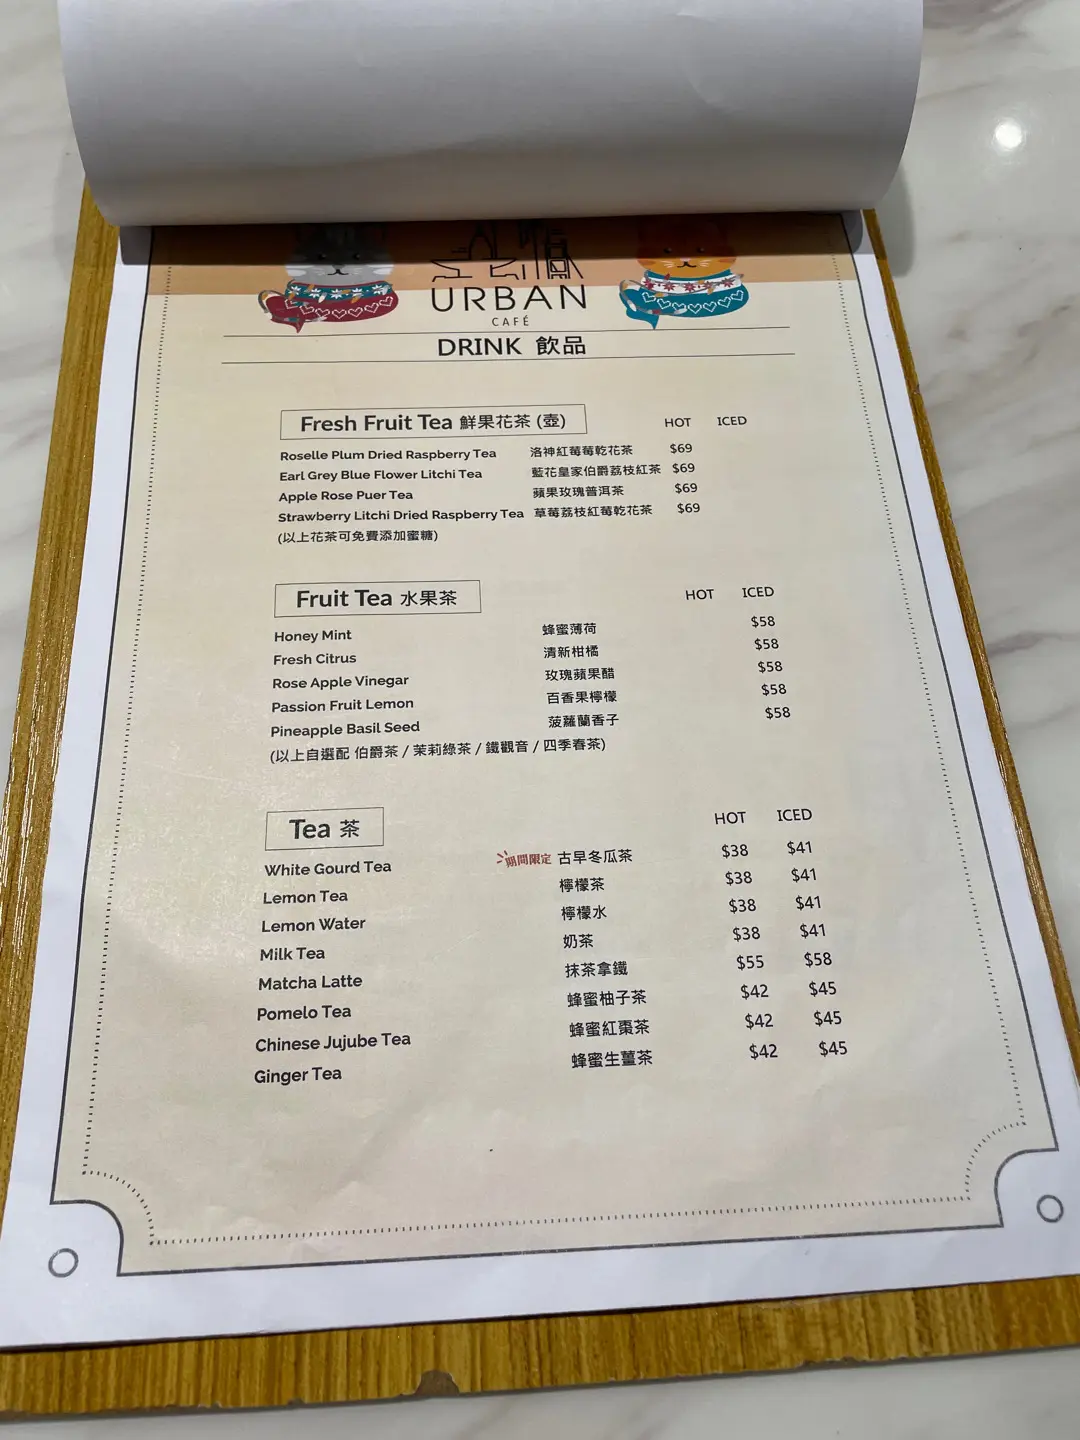 URBAN
CAFÉ
DRINK 飲品
Fresh Fruit Tea 鮮果花茶 (壺) HOT ICED
Roselle Plum Dried Raspberry Tea 洛神紅莓莓乾花茶 $69
Earl Grey Blue Flower Litchi Tea 藍花皇家伯爵荔枝紅茶 $69
Apple Rose Puer Tea 蘋果玫瑰普洱茶 $69
Strawberry Litchi Dried Raspberry Tea 草莓荔枝紅莓乾花茶 $69
(以上花茶可免費添加蜜糖)
Fruit Tea 水果茶 HOT ICED
Honey Mint 蜂蜜薄荷 $58
Fresh Citrus 清新柑橘 $58
Rose Apple Vinegar 玫瑰蘋果醋 $58
Passion Fruit Lemon 百香果檸檬 $58
Pineapple Basil Seed 菠蘿蘭香子 $58
(以上自選配 伯爵茶 / 茉莉綠茶 / 鐵觀音 / 四季春茶)
Tea 茶 HOT ICED
White Gourd Tea 期間限定 古早冬瓜茶 $38 $41
Lemon Tea 檸檬茶 $38 $41
Lemon Water 檸檬水 $38 $41
Milk Tea 奶茶 $38 $41
Matcha Latte 抹茶拿鐵 $55 $58
Pomelo Tea 蜂蜜柚子茶 $42 $45
Chinese Jujube Tea 蜂蜜紅棗茶 $42 $45
Ginger Tea 蜂蜜生薑茶 $42 $45